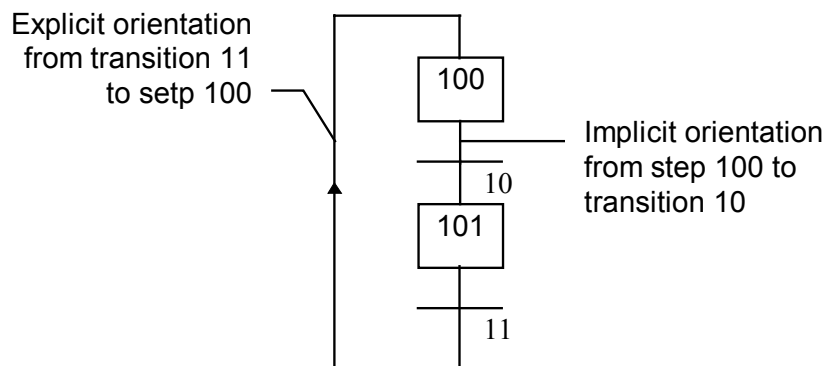 Explicit orientation
from transition 11
to setp 100
100
Implicit orientation
from step 100 to
transition 10
10
101
11